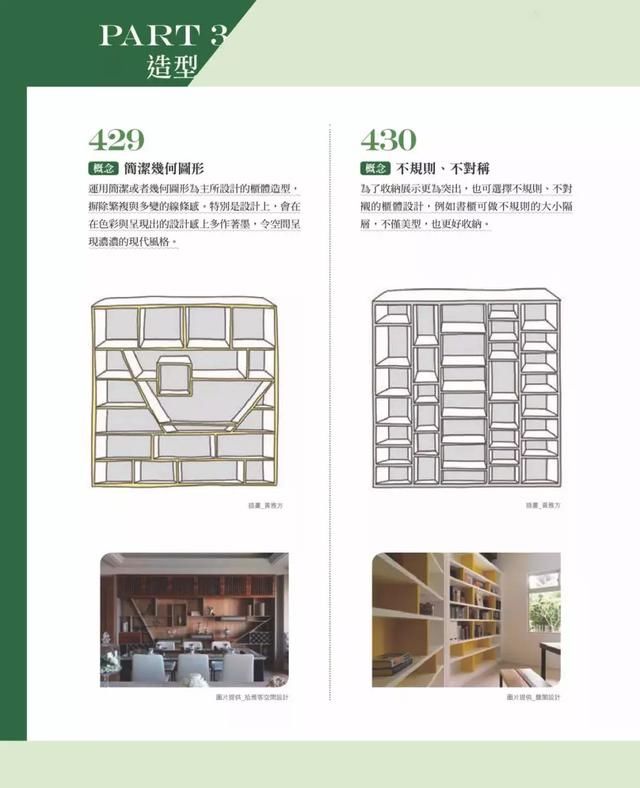 PART 3
造型
429
概念 簡潔幾何圖形
運用簡潔或者幾何圖形為主所設計的櫃體造型，
摒除繁複與多變的線條感。特別是設計上，會在
在色彩與呈現出的設計感上多作著墨，令空間呈
現濃濃的現代風格。
插畫_黃雅方
圖片提供_拾雅客空間設計
430
概念 不規則、不對稱
為了收納展示更為突出，也可選擇不規則、不對
襯的櫃體設計，例如書櫃可做不規則的大小隔
層，不僅美型，也更好收納。
插畫_黃雅方
圖片提供_馥閣設計